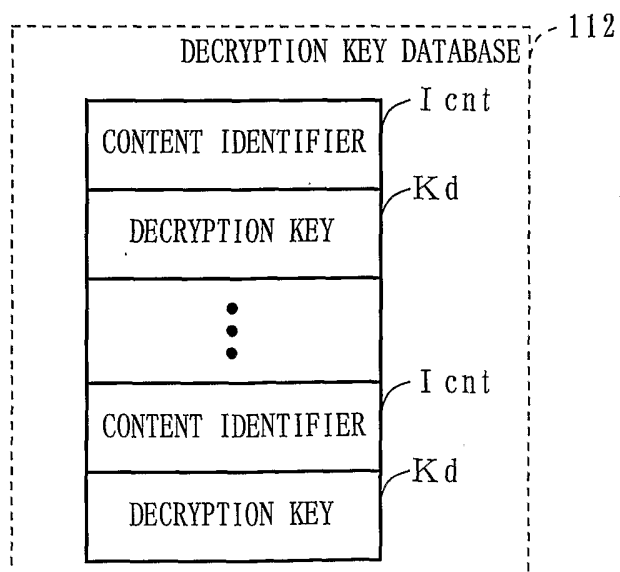 112
DECRYPTION KEY DATABASE
I cnt
CONTENT IDENTIFIER
Kd
DECRYPTION KEY
I cnt
CONTENT IDENTIFIER
Kd
DECRYPTION KEY